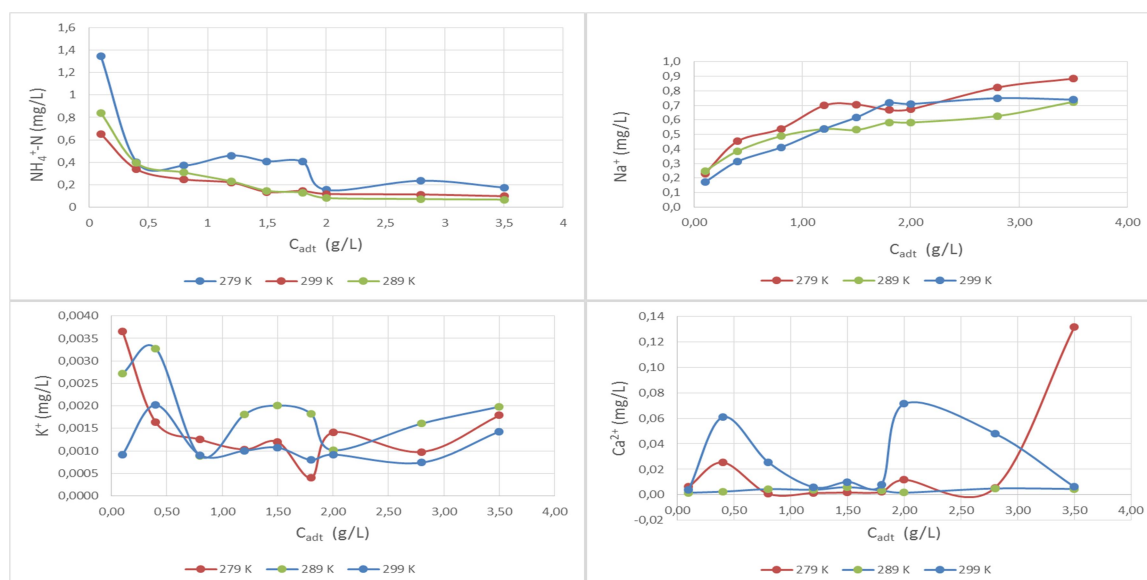 1,6
1,4
1,2
1
0,8
0,6
0,4
0,2
0
NH₄⁺-N (mg/L)
0 0,5 1 1,5 2 2,5 3 3,5 4
C_adt (g/L)
279 K 299 K 289 K
1,0
0,9
0,8
0,7
0,6
0,5
0,4
0,3
0,2
0,1
0,0
Na⁺ (mg/L)
0,00 1,00 2,00 3,00 4,00
C_adt (g/L)
279 K 289 K 299 K
0,0040
0,0035
0,0030
0,0025
0,0020
0,0015
0,0010
0,0005
0,0000
K⁺ (mg/L)
0,00 0,50 1,00 1,50 2,00 2,50 3,00 3,50 4,00
C_adt (g/L)
279 K 289 K 299 K
0,14
0,12
0,10
0,08
0,06
0,04
0,02
0,00
-0,02
Ca²⁺ (mg/L)
0,00 0,50 1,00 1,50 2,00 2,50 3,00 3,50 4,00
C_adt (g/L)
279 K 289 K 299 K